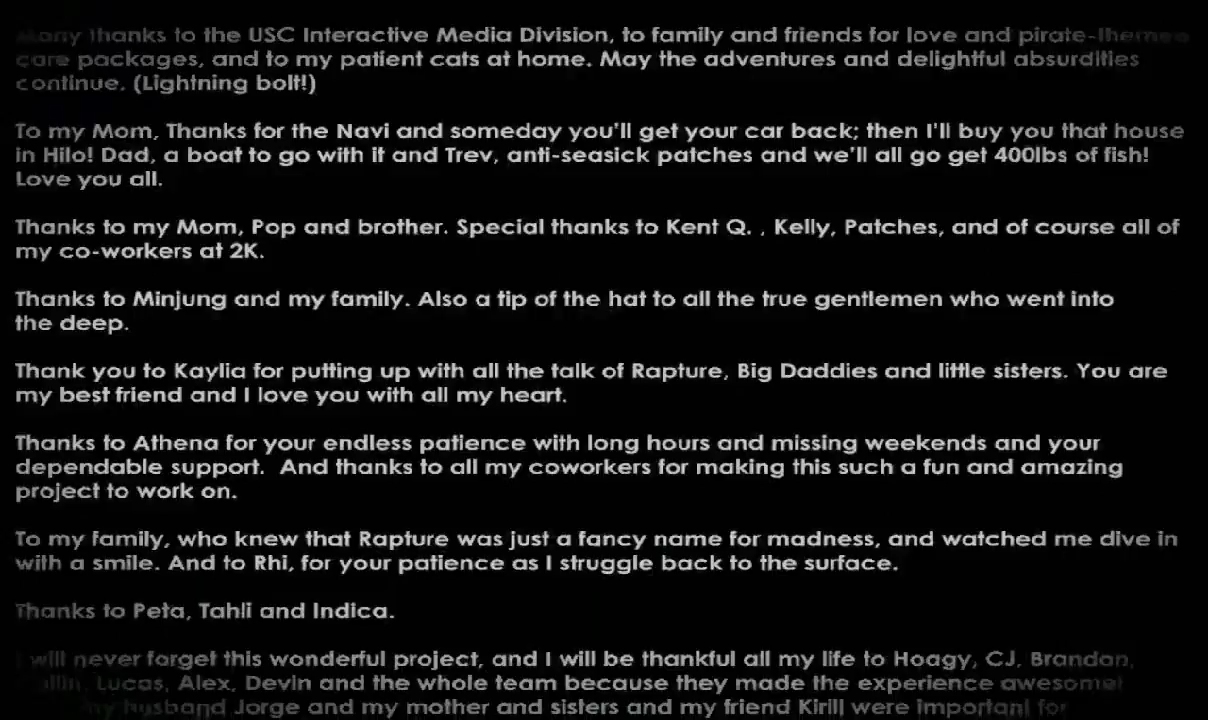 Many thanks to the USC Interactive Media Division, to family and friends for love and pirate-themed
care packages, and to my patient cats at home. May the adventures and delightful absurdities
continue. (Lightning bolt!)
To my Mom, Thanks for the Navi and someday you'll get your car back; then I'll buy you that house
in Hilo! Dad, a boat to go with it and Trev, anti-seasick patches and we'll all go get 400lbs of fish!
Love you all.
Thanks to my Mom, Pop and brother. Special thanks to Kent Q. , Kelly, Patches, and of course all of
my co-workers at 2K.
Thanks to Minjung and my family. Also a tip of the hat to all the true gentlemen who went into
the deep.
Thank you to Kaylia for putting up with all the talk of Rapture, Big Daddies and little sisters. You are
my best friend and I love you with all my heart.
Thanks to Athena for your endless patience with long hours and missing weekends and your
dependable support.  And thanks to all my coworkers for making this such a fun and amazing
project to work on.
To my family, who knew that Rapture was just a fancy name for madness, and watched me dive in
with a smile. And to Rhi, for your patience as I struggle back to the surface.
Thanks to Peta, Tahli and Indica.
I will never forget this wonderful project, and I will be thankful all my life to Hoagy, CJ, Brandon,
Lucas, Alex, Devin and the whole team because they made the experience awesome!
my husband Jorge and my mother and sisters and my friend Kirill were important for